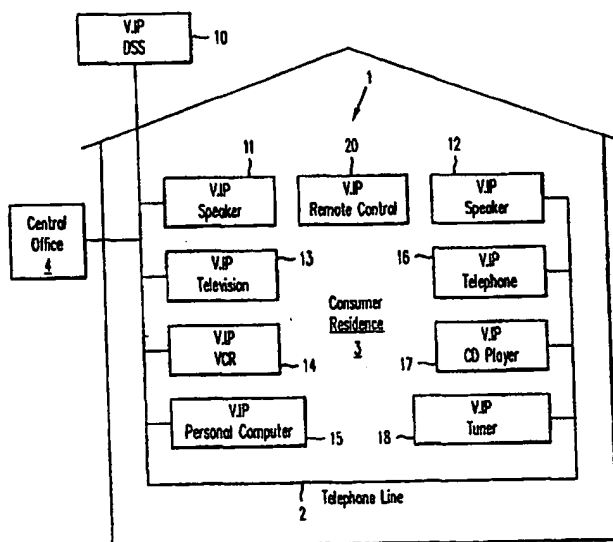 V.IP
DSS
10
1
11
20
12
V.IP
Speaker
V.IP
Remote Control
V.IP
Speaker
Central
Office
4
V.IP
Television
13
16
V.IP
Telephone
Consumer
Residence
3
V.IP
VCR
14
17
V.IP
CD Player
V.IP
Personal Computer
15
18
V.IP
Tuner
2
Telephone Line